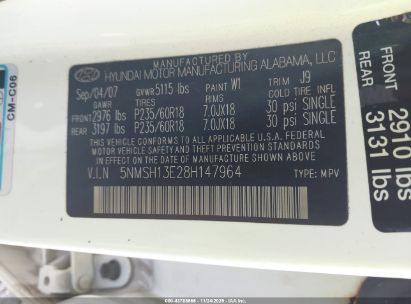 MANUFACTURED BY
HYUNDAI MOTOR MANUFACTURING ALABAMA, LLC
Sep/04/07 GVWR 5115 lbs PAINT W1 TRIM J9
GAWR TIRES RIMS COLD TIRE INFL
FRONT 2976 lbs P235/60R18 7.0JX18 30 psi SINGLE
REAR 3197 lbs P235/60R18 7.0JX18 30 psi SINGLE
THIS VEHICLE CONFORMS TO ALL APPLICABLE U.S.A. FEDERAL
MOTOR VEHICLE SAFETY, BUMPER, AND THEFT PREVENTION
STANDARDS IN EFFECT ON THE DATE OF MANUFACTURE SHOWN ABOVE.
V.I.N 5NMSH13E28H147964 TYPE: MPV
CM-C06
FRONT 2910 lbs
REAR 3131 lbs